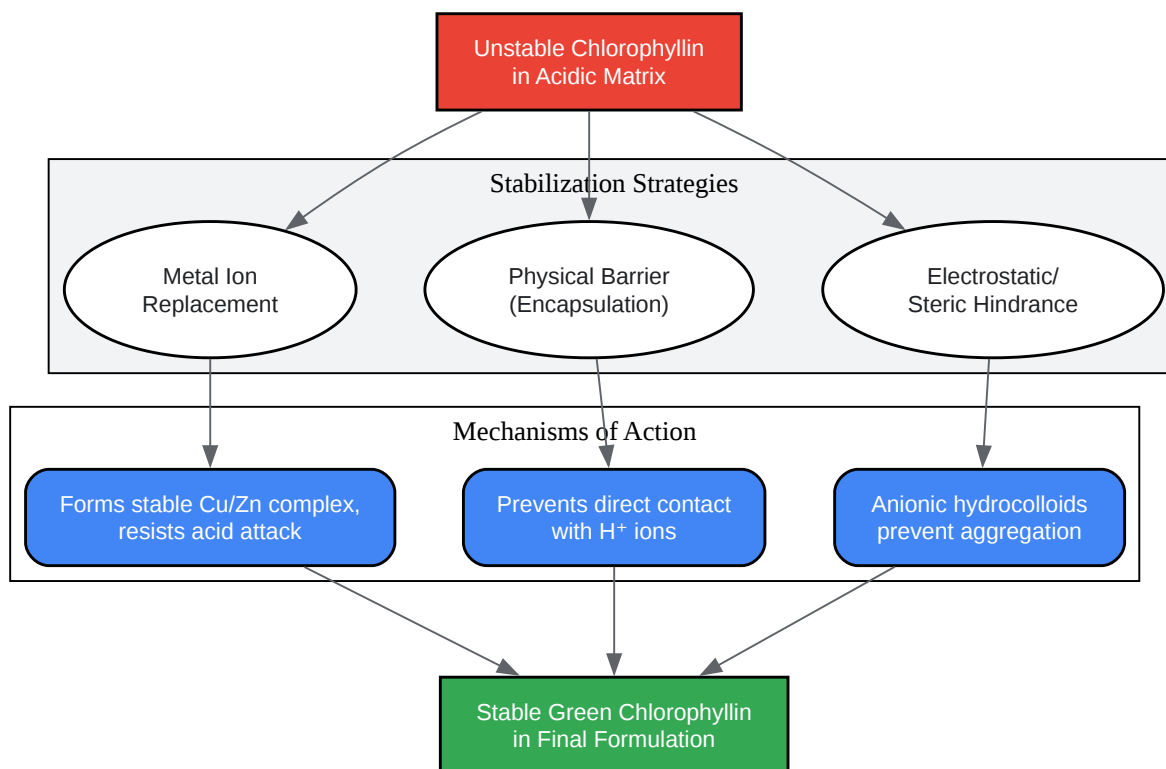 Unstable Chlorophyllin
in Acidic Matrix
Stabilization Strategies
Metal Ion
Replacement
Physical Barrier
(Encapsulation)
Electrostatic/
Steric Hindrance
Mechanisms of Action
Forms stable Cu/Zn complex,
resists acid attack
Prevents direct contact
with H⁺ ions
Anionic hydrocolloids
prevent aggregation
Stable Green Chlorophyllin
in Final Formulation